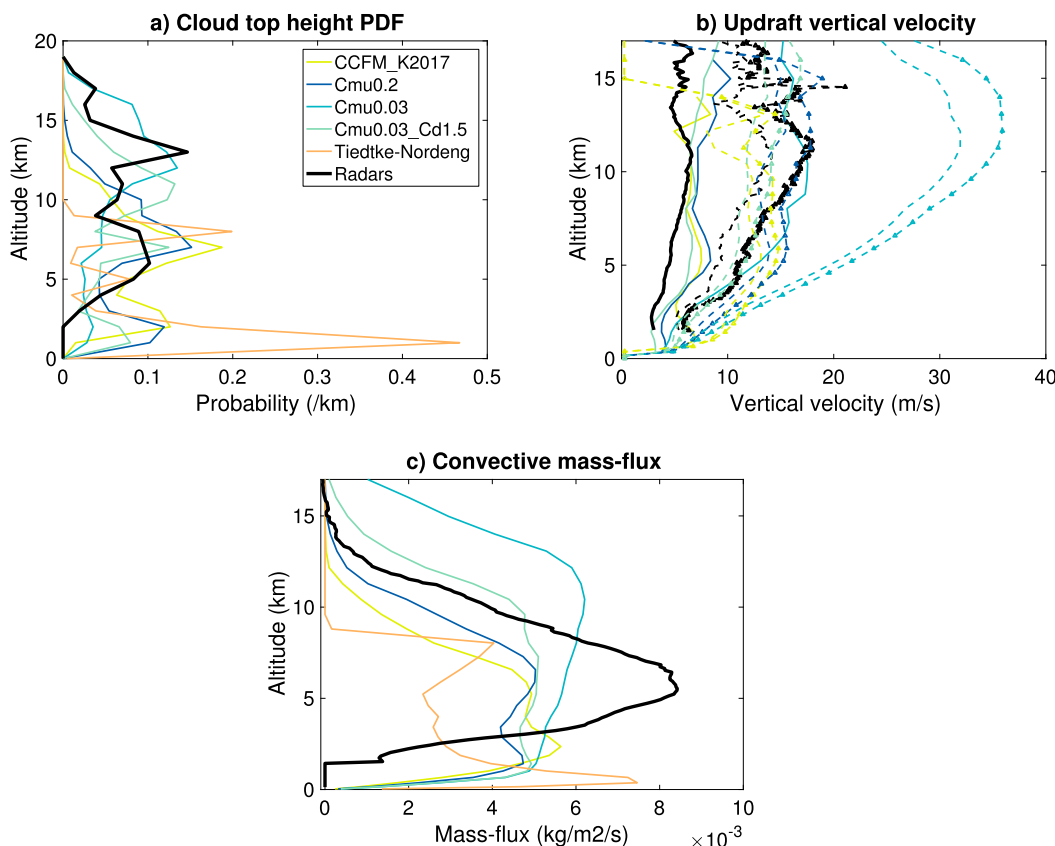 a) Cloud top height PDF
20
15
10
5
0
Altitude (km)
0 0.1 0.2 0.3 0.4 0.5
Probability (/km)
CCFM_K2017
Cmu0.2
Cmu0.03
Cmu0.03_Cd1.5
Tiedtke-Nordeng
Radars
b) Updraft vertical velocity
15
10
5
0
Altitude (km)
0 10 20 30 40
Vertical velocity (m/s)
c) Convective mass-flux
15
10
5
0
Altitude (km)
0 2 4 6 8 10
Mass-flux (kg/m2/s)
×10⁻³